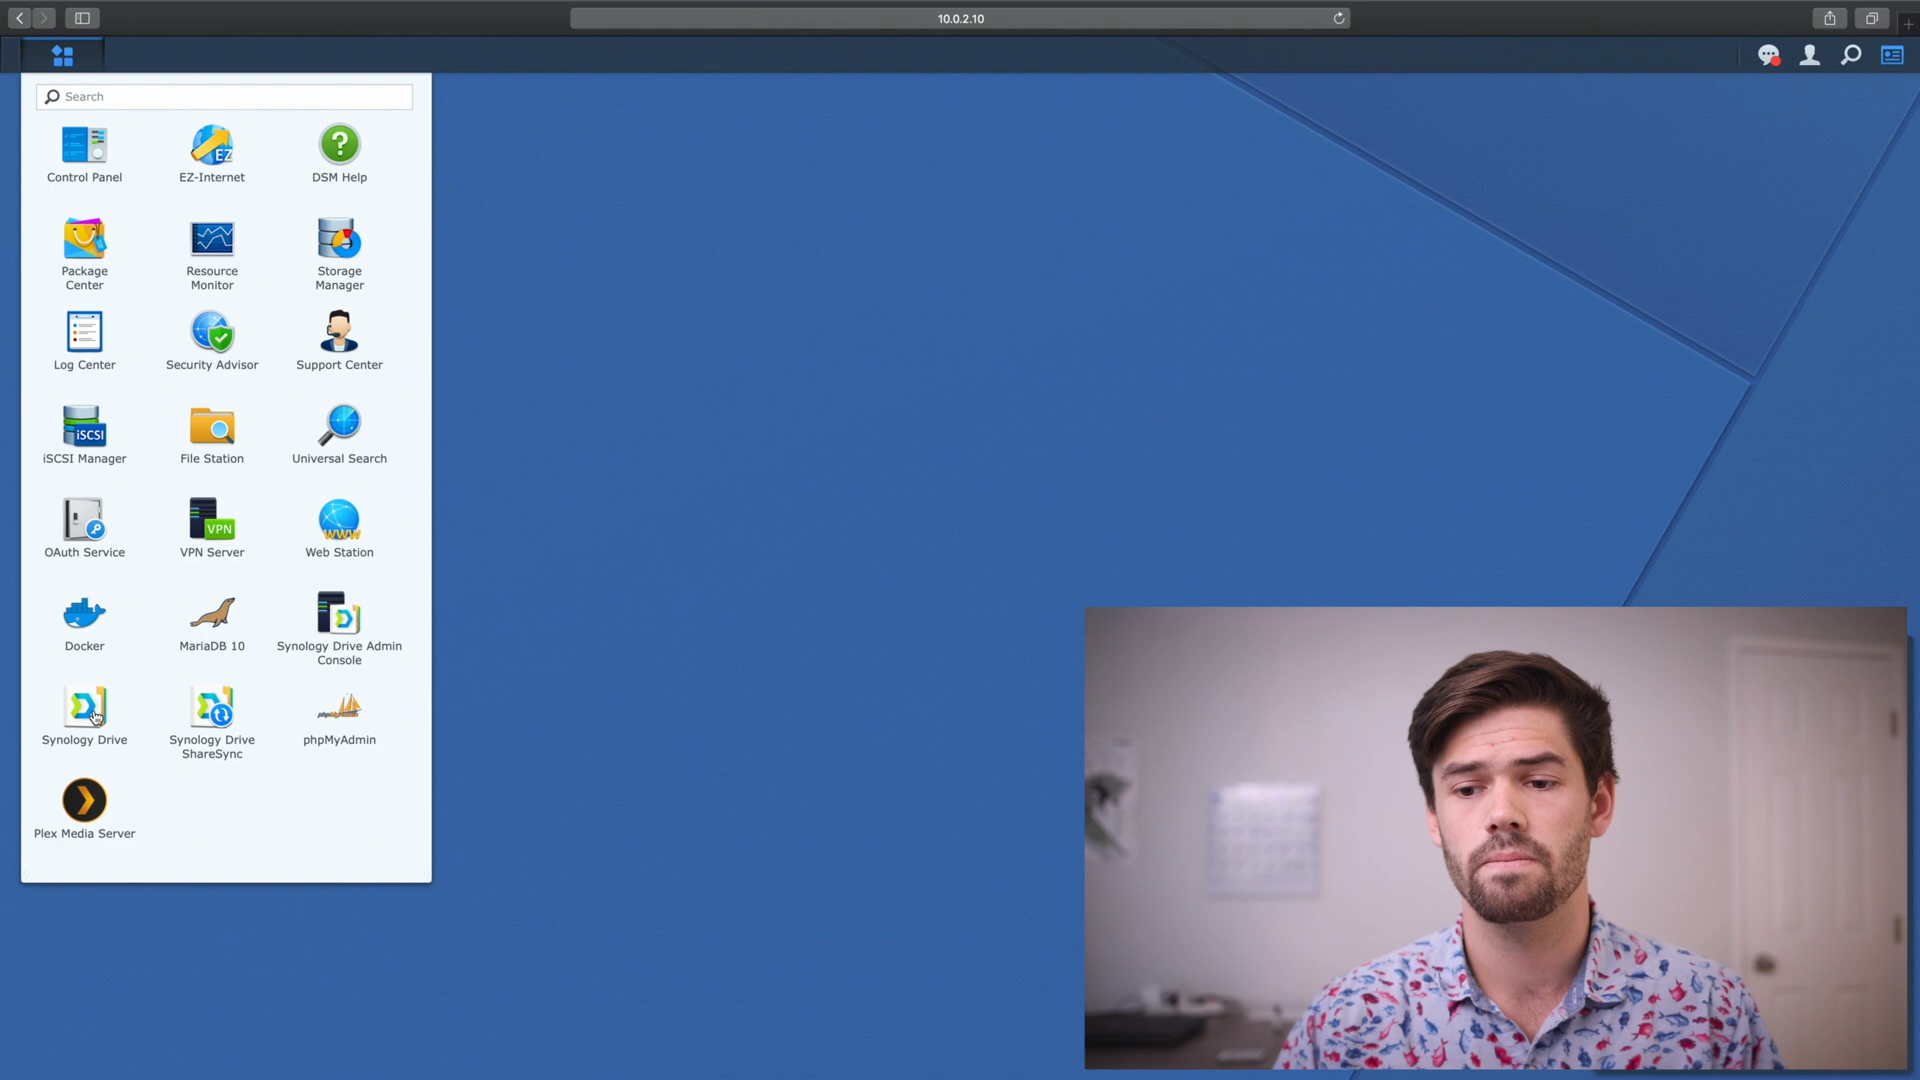 10.0.2.10
Search
Control Panel
EZ
EZ-Internet
?
DSM Help
Package
Center
Resource
Monitor
Storage
Manager
Log Center
Security Advisor
Support Center
iSCSI
iSCSI Manager
File Station
Universal Search
OAuth Service
VPN
VPN Server
WWW
Web Station
Docker
MariaDB 10
Synology Drive Admin
Console
Synology Drive
Synology Drive
ShareSync
phpMyAdmin
Plex Media Server